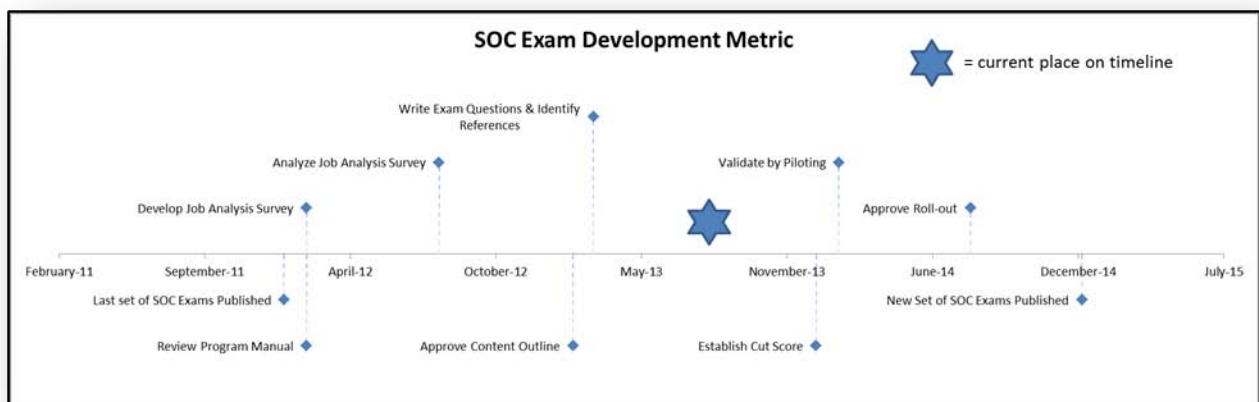 SOC Exam Development Metric
= current place on timeline
Write Exam Questions & Identify
References
Analyze Job Analysis Survey
Validate by Piloting
Develop Job Analysis Survey
Approve Roll-out
February-11
September-11
April-12
October-12
May-13
November-13
June-14
December-14
July-15
Last set of SOC Exams Published
New Set of SOC Exams Published
Review Program Manual
Approve Content Outline
Establish Cut Score